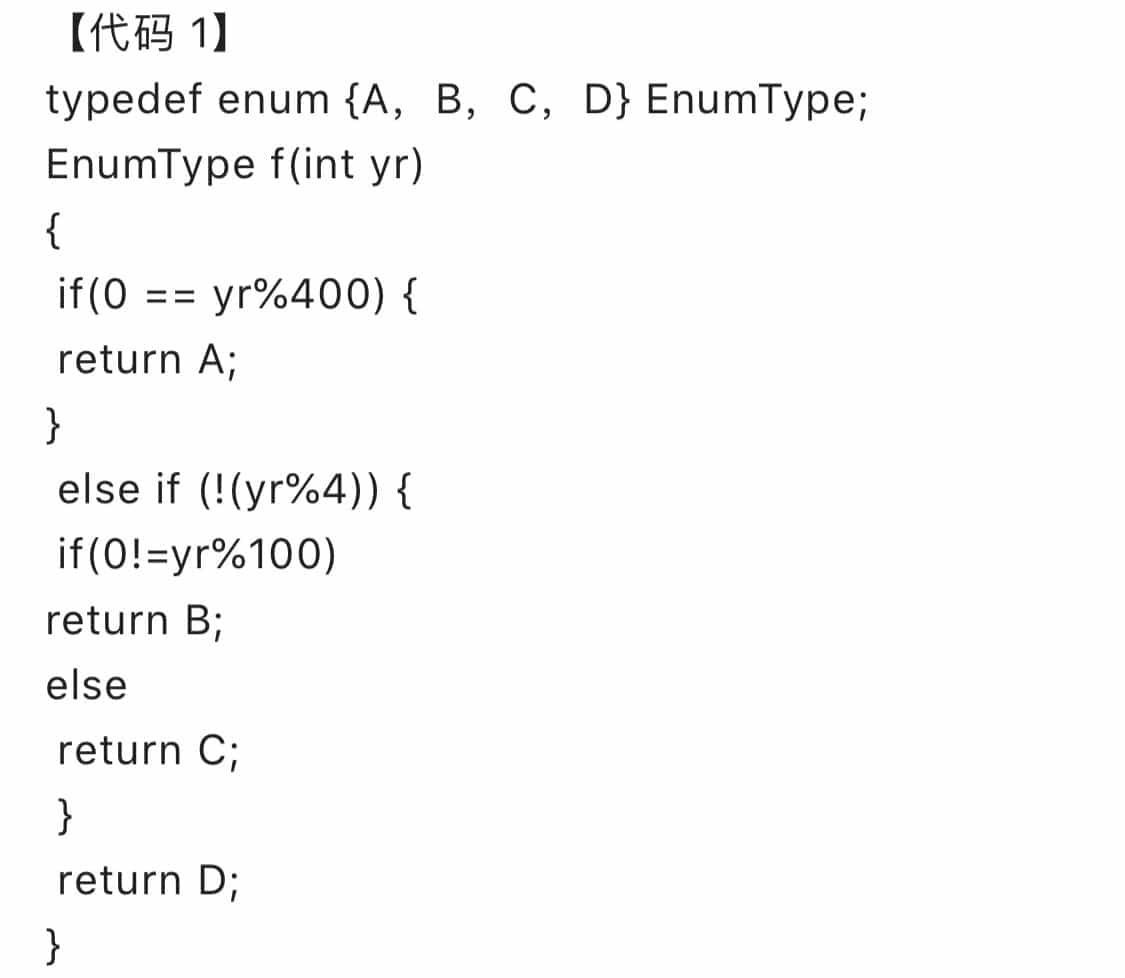 【代码 1】
typedef enum {A， B， C， D} EnumType;
EnumType f(int yr)
{
if(0 == yr%400) {
return A;
}
else if (!(yr%4)) {
if(0!=yr%100)
return B;
else
return C;
}
return D;
}